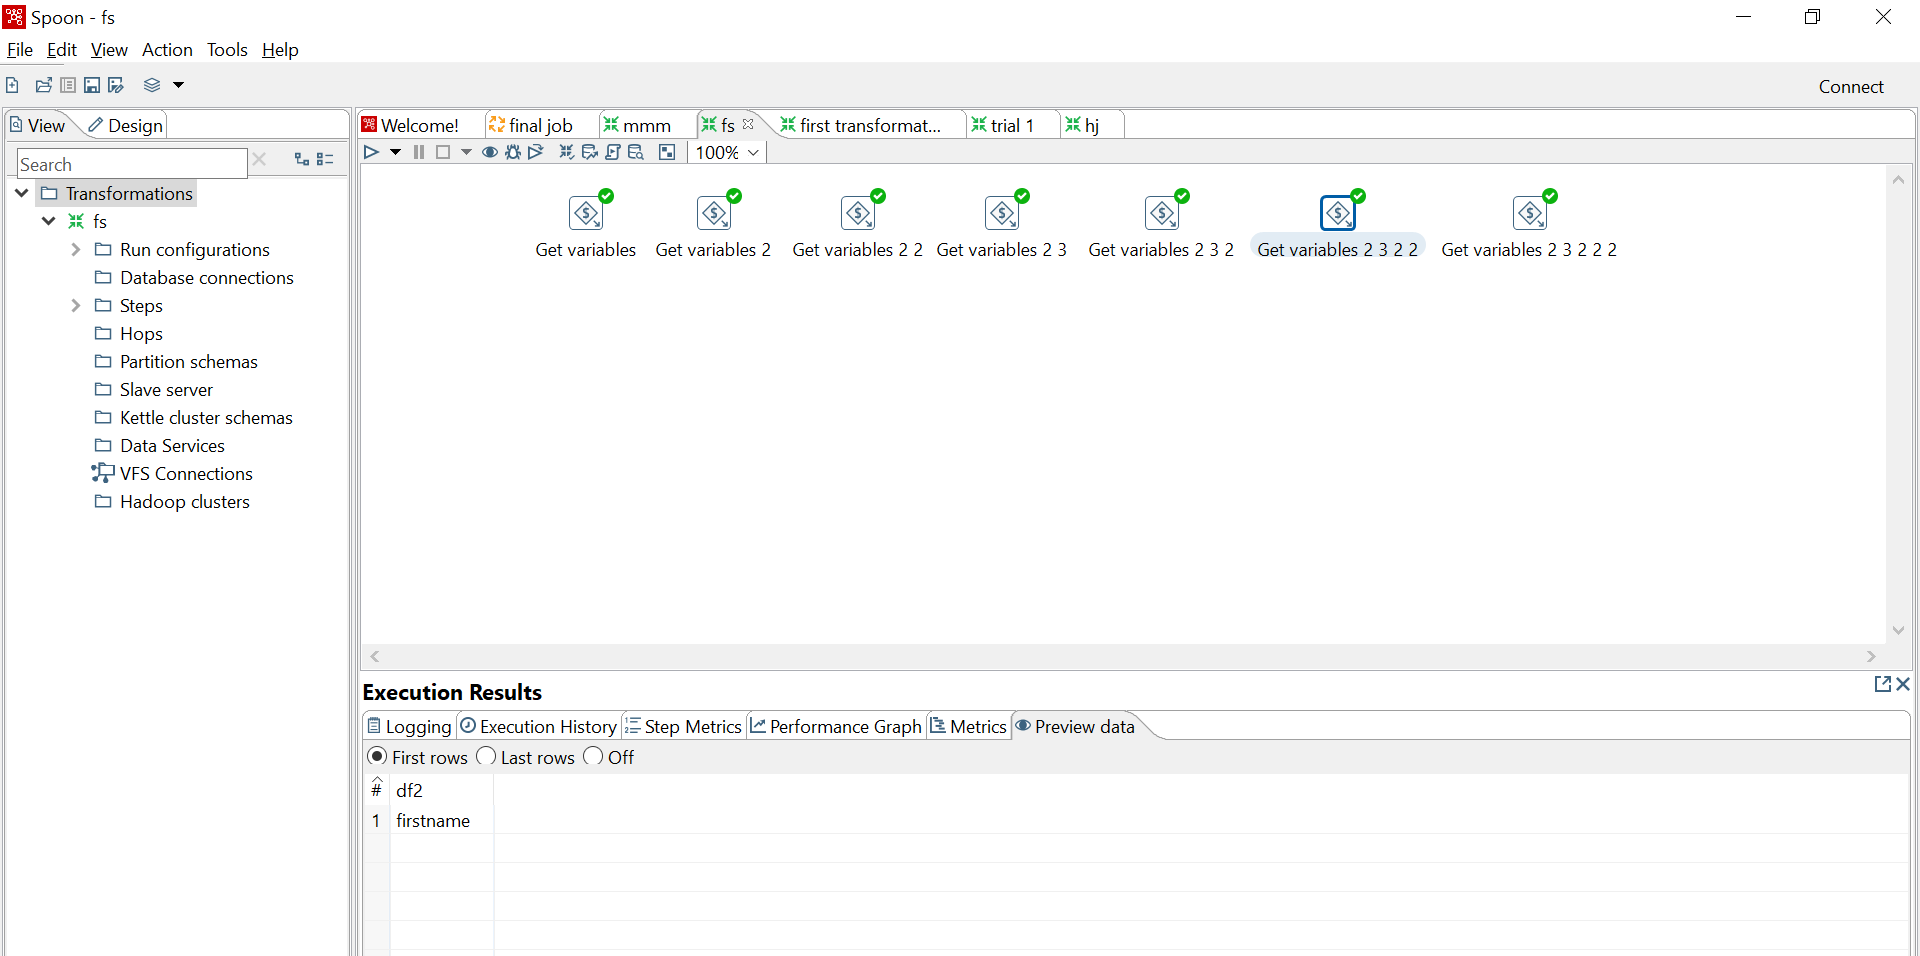 Spoon - fs
File Edit View Action Tools Help
Connect
View Design
Welcome! final job mmm fs first transformat... trial 1 hj
100%
Search
Transformations
fs
Run configurations
Database connections
Steps
Hops
Partition schemas
Slave server
Kettle cluster schemas
Data Services
VFS Connections
Hadoop clusters
Get variables Get variables 2 Get variables 2 2 Get variables 2 3 Get variables 2 3 2 Get variables 2 3 2 2 Get variables 2 3 2 2 2
Execution Results
Logging Execution History Step Metrics Performance Graph Metrics Preview data
First rows Last rows Off
# df2
1 firstname